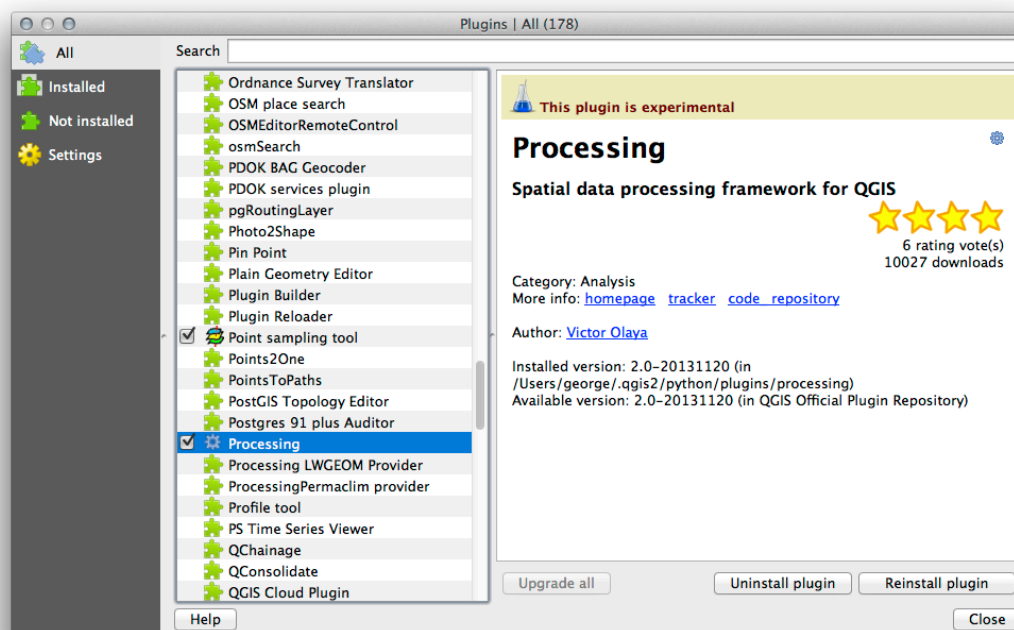 Plugins | All (178)
All
Installed
Not installed
Settings
Search
Ordnance Survey Translator
OSM place search
OSMEditorRemoteControl
osmSearch
PDOK BAG Geocoder
PDOK services plugin
pgRoutingLayer
Photo2Shape
Pin Point
Plain Geometry Editor
Plugin Builder
Plugin Reloader
Point sampling tool
Points2One
PointsToPaths
PostGIS Topology Editor
Postgres 91 plus Auditor
Processing
Processing LWGEOM Provider
ProcessingPermaclim provider
Profile tool
PS Time Series Viewer
QChainage
QConsolidate
QGIS Cloud Plugin
This plugin is experimental
Processing
Spatial data processing framework for QGIS
6 rating vote(s)
10027 downloads
Category: Analysis
More info: homepage tracker code_repository
Author: Victor Olaya
Installed version: 2.0-20131120 (in
/Users/george/.qgis2/python/plugins/processing)
Available version: 2.0-20131120 (in QGIS Official Plugin Repository)
Upgrade all
Uninstall plugin
Reinstall plugin
Help
Close